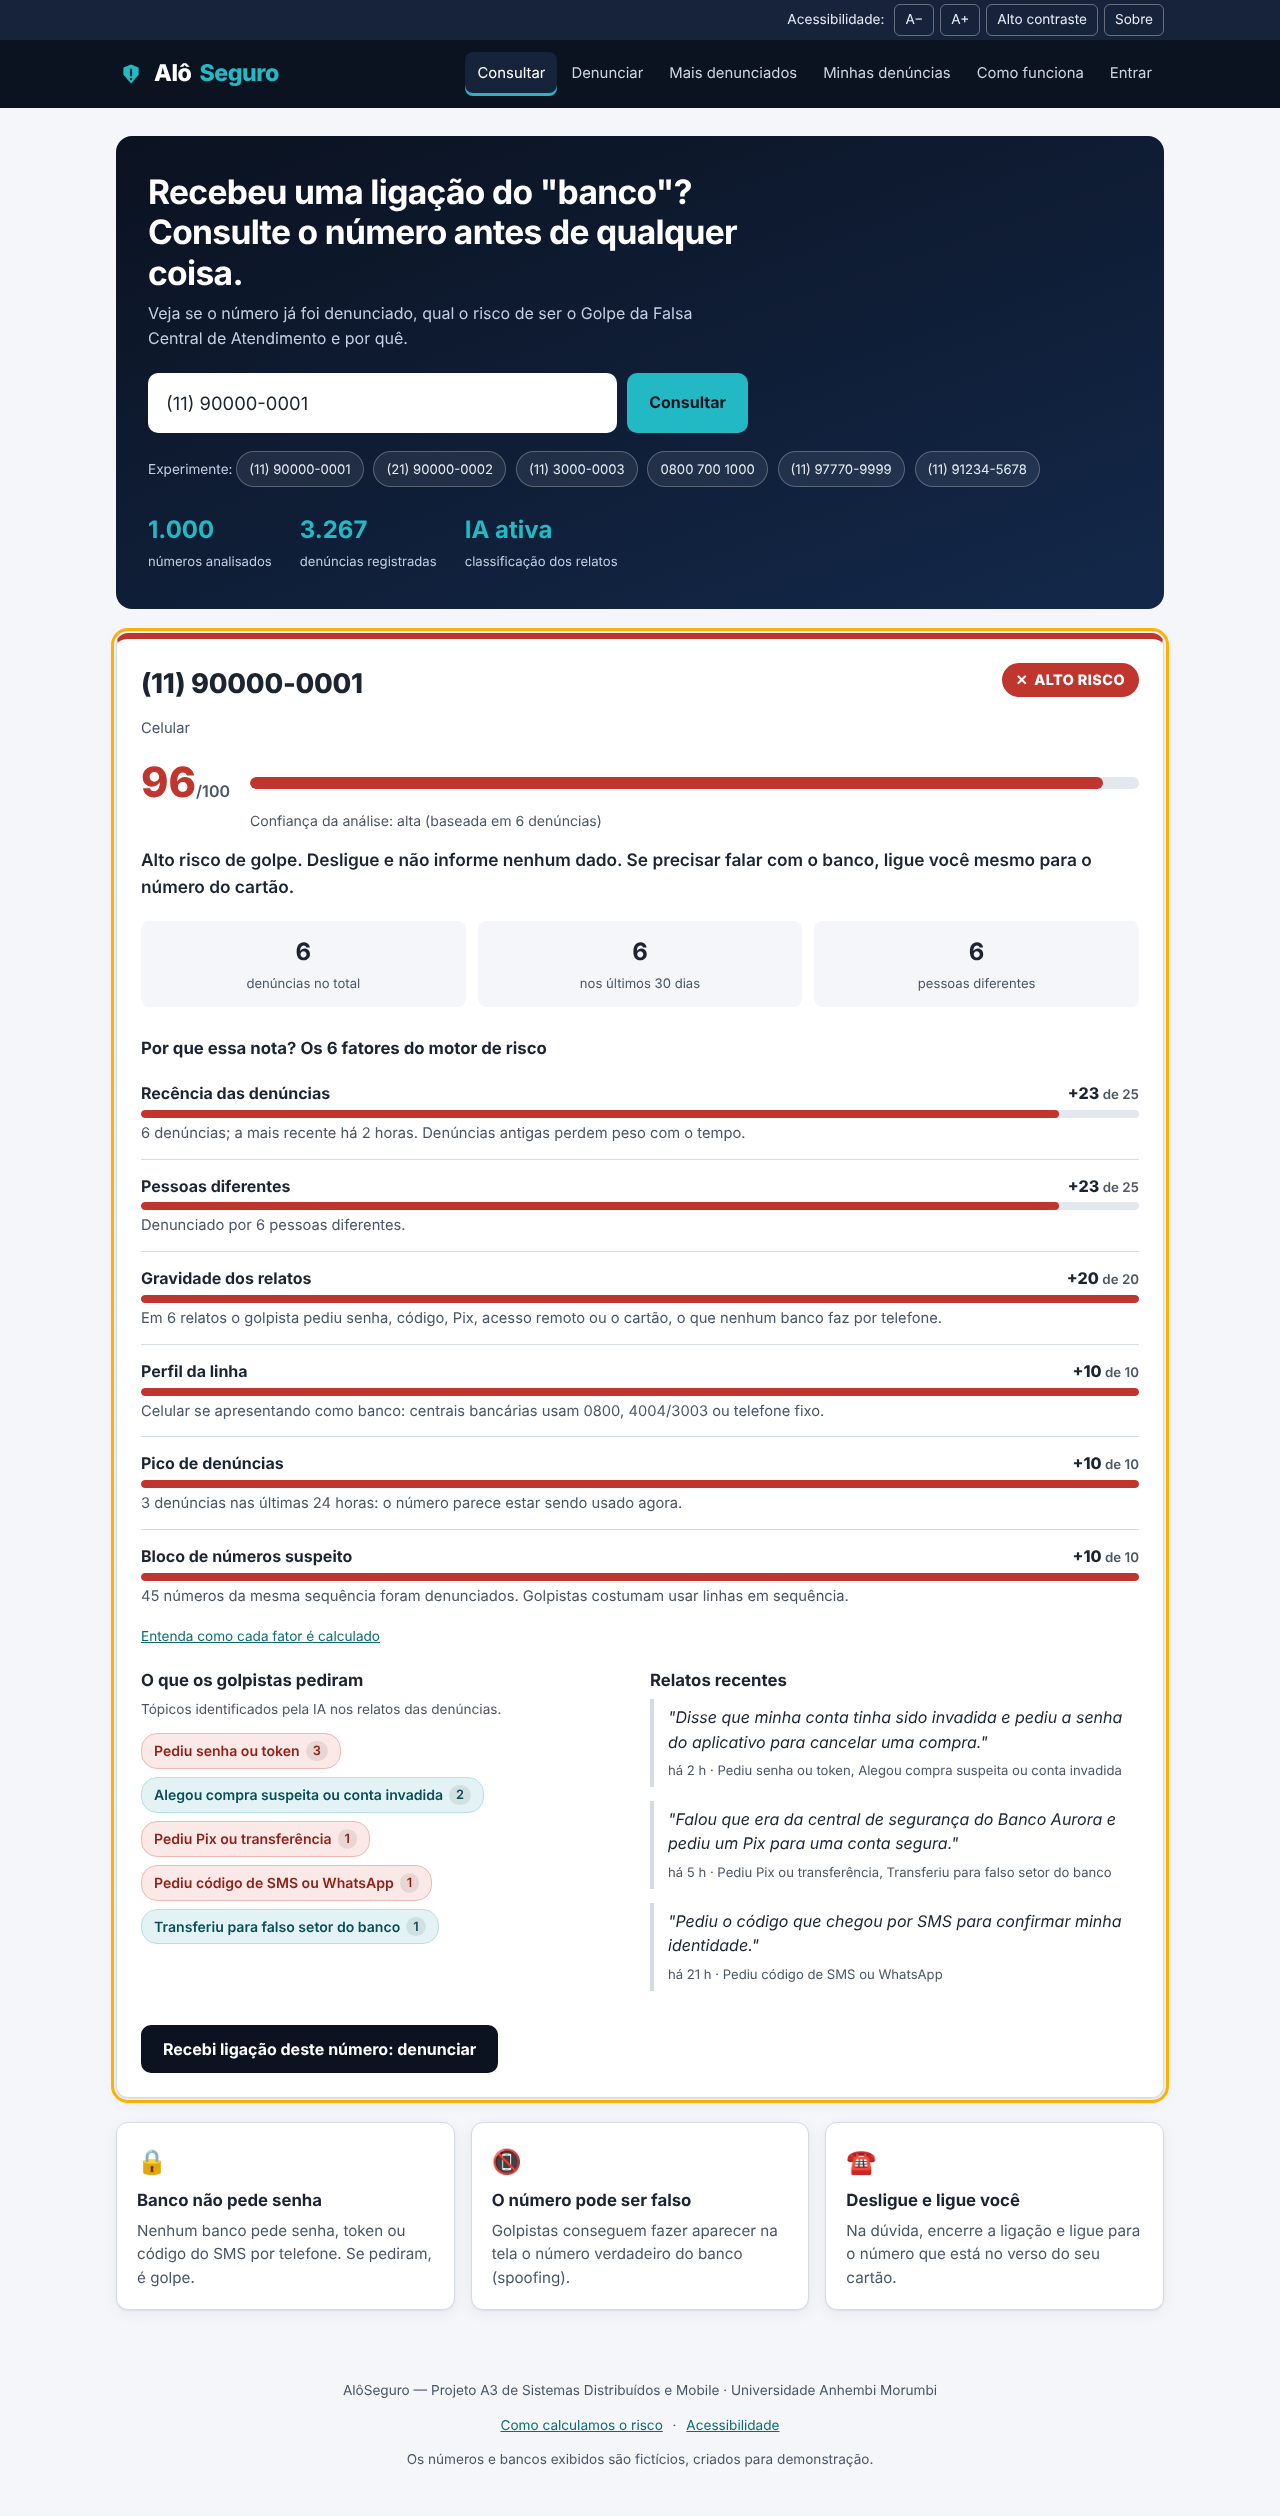 Acessibilidade: A− A+ Alto contraste Sobre
Alô Seguro Consultar Denunciar Mais denunciados Minhas denúncias Como funciona Entrar
Recebeu uma ligação do "banco"?
Consulte o número antes de qualquer
coisa.
Veja se o número já foi denunciado, qual o risco de ser o Golpe da Falsa
Central de Atendimento e por quê.
(11) 90000-0001 Consultar
Experimente: (11) 90000-0001 (21) 90000-0002 (11) 3000-0003 0800 700 1000 (11) 97770-9999 (11) 91234-5678
1.000 3.267 IA ativa
números analisados denúncias registradas classificação dos relatos
(11) 90000-0001 ✕ ALTO RISCO
Celular
96/100
Confiança da análise: alta (baseada em 6 denúncias)
Alto risco de golpe. Desligue e não informe nenhum dado. Se precisar falar com o banco, ligue você mesmo para o
número do cartão.
6 6 6
denúncias no total nos últimos 30 dias pessoas diferentes
Por que essa nota? Os 6 fatores do motor de risco
Recência das denúncias +23 de 25
6 denúncias; a mais recente há 2 horas. Denúncias antigas perdem peso com o tempo.
Pessoas diferentes +23 de 25
Denunciado por 6 pessoas diferentes.
Gravidade dos relatos +20 de 20
Em 6 relatos o golpista pediu senha, código, Pix, acesso remoto ou o cartão, o que nenhum banco faz por telefone.
Perfil da linha +10 de 10
Celular se apresentando como banco: centrais bancárias usam 0800, 4004/3003 ou telefone fixo.
Pico de denúncias +10 de 10
3 denúncias nas últimas 24 horas: o número parece estar sendo usado agora.
Bloco de números suspeito +10 de 10
45 números da mesma sequência foram denunciados. Golpistas costumam usar linhas em sequência.
Entenda como cada fator é calculado
O que os golpistas pediram
Tópicos identificados pela IA nos relatos das denúncias.
Pediu senha ou token 3
Alegou compra suspeita ou conta invadida 2
Pediu Pix ou transferência 1
Pediu código de SMS ou WhatsApp 1
Transferiu para falso setor do banco 1
Relatos recentes
"Disse que minha conta tinha sido invadida e pediu a senha
do aplicativo para cancelar uma compra."
há 2 h · Pediu senha ou token, Alegou compra suspeita ou conta invadida
"Falou que era da central de segurança do Banco Aurora e
pediu um Pix para uma conta segura."
há 5 h · Pediu Pix ou transferência, Transferiu para falso setor do banco
"Pediu o código que chegou por SMS para confirmar minha
identidade."
há 21 h · Pediu código de SMS ou WhatsApp
Recebi ligação deste número: denunciar
Banco não pede senha
Nenhum banco pede senha, token ou
código do SMS por telefone. Se pediram,
é golpe.
O número pode ser falso
Golpistas conseguem fazer aparecer na
tela o número verdadeiro do banco
(spoofing).
Desligue e ligue você
Na dúvida, encerre a ligação e ligue para
o número que está no verso do seu
cartão.
AlôSeguro — Projeto A3 de Sistemas Distribuídos e Mobile · Universidade Anhembi Morumbi
Como calculamos o risco · Acessibilidade
Os números e bancos exibidos são fictícios, criados para demonstração.